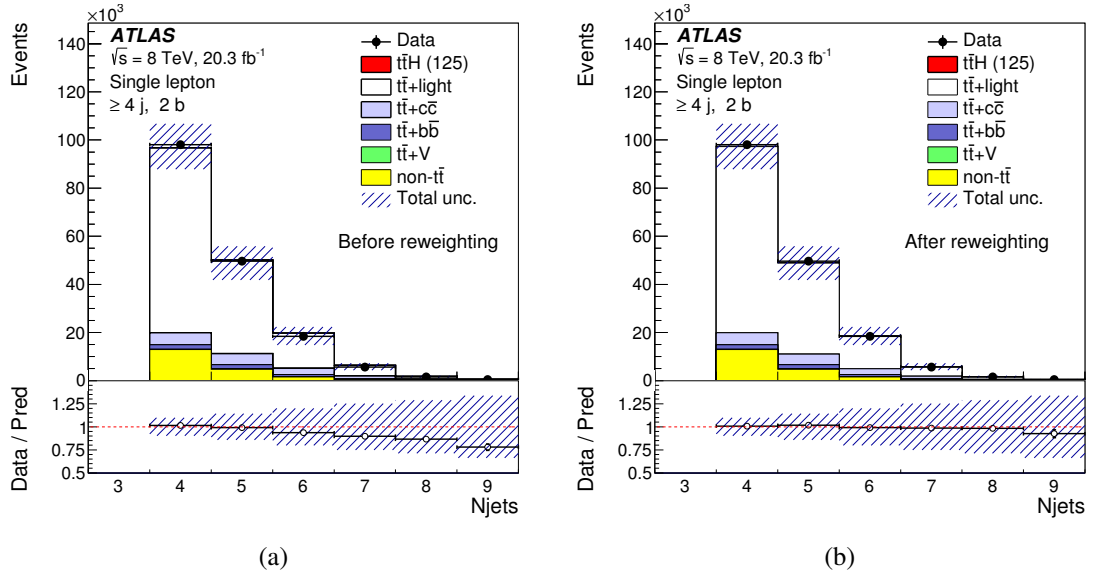 ×10³
Events
140
120
100
80
60
40
20
0
ATLAS
√s = 8 TeV, 20.3 fb⁻¹
Single lepton
≥ 4 j, 2 b
Data
tt̄H (125)
tt̄+light
tt̄+cc̄
tt̄+bb̄
tt̄+V
non-tt̄
Total unc.
Before reweighting
Data / Pred
1.25
1
0.75
0.5
3 4 5 6 7 8 9
Njets
(a)
×10³
Events
140
120
100
80
60
40
20
0
ATLAS
√s = 8 TeV, 20.3 fb⁻¹
Single lepton
≥ 4 j, 2 b
Data
tt̄H (125)
tt̄+light
tt̄+cc̄
tt̄+bb̄
tt̄+V
non-tt̄
Total unc.
After reweighting
Data / Pred
1.25
1
0.75
0.5
3 4 5 6 7 8 9
Njets
(b)